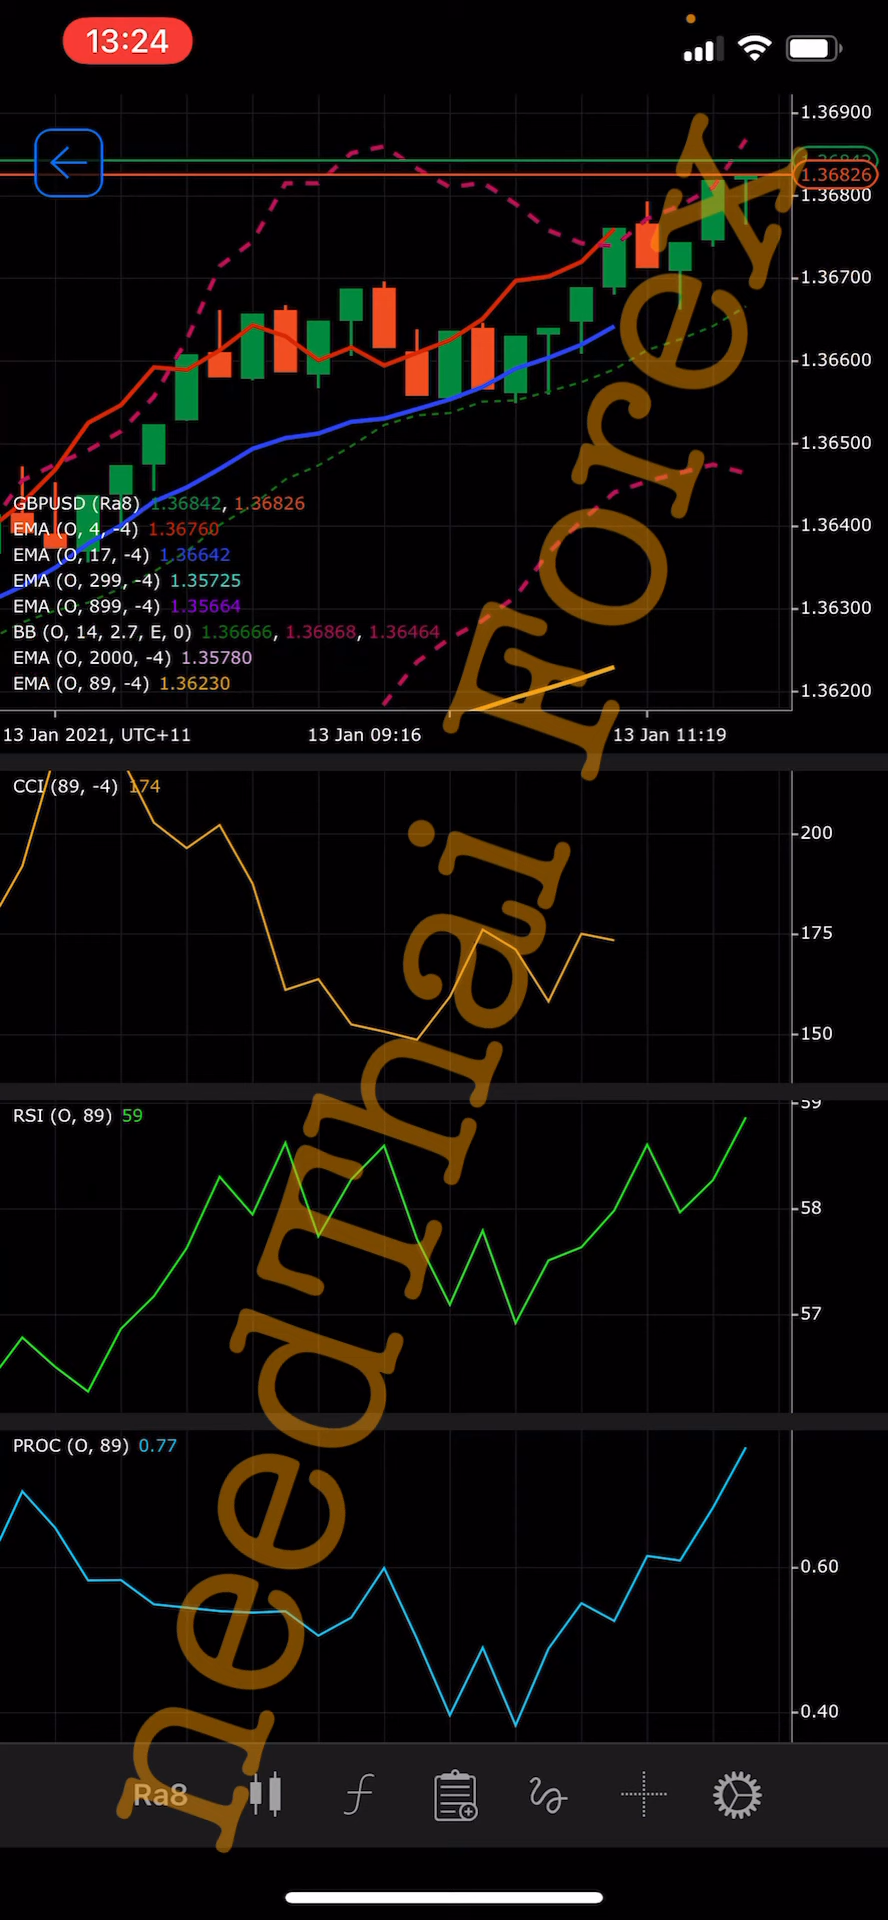 13:24
1.36900
1.36842
1.36826
1.36800
1.36700
1.36600
1.36500
1.36400
1.36300
1.36200
GBPUSD (Ra8) 1.36842, 1.36826
EMA (O, 4, -4) 1.36760
EMA (O, 17, -4) 1.36642
EMA (O, 299, -4) 1.35725
EMA (O, 899, -4) 1.35664
BB (O, 14, 2.7, E, 0) 1.36666, 1.36868, 1.36464
EMA (O, 2000, -4) 1.35780
EMA (O, 89, -4) 1.36230
13 Jan 2021, UTC+11 13 Jan 09:16 13 Jan 11:19
CCI (89, -4) 174
200
175
150
RSI (O, 89) 59
59
58
57
PROC (O, 89) 0.77
0.60
0.40
needThai ForeX
Ra8